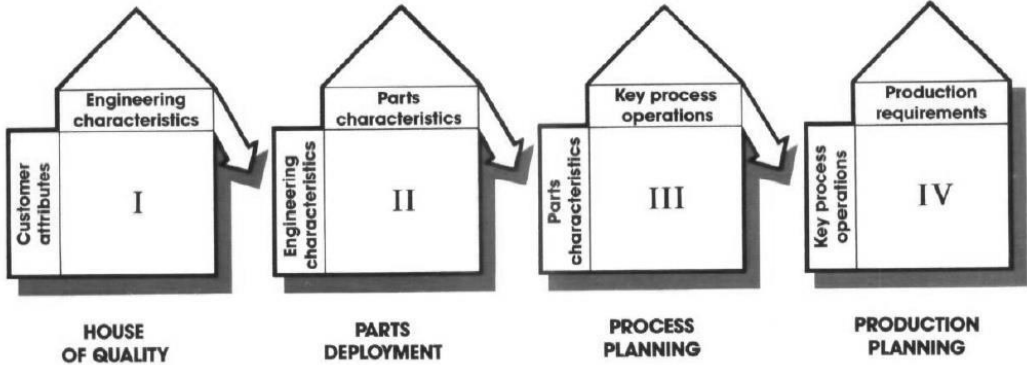 Engineering
characteristics
Customer
attributes
I
HOUSE
OF QUALITY
Parts
characteristics
Engineering
characteristics
II
PARTS
DEPLOYMENT
Key process
operations
Parts
characteristics
III
PROCESS
PLANNING
Production
requirements
Key process
operations
IV
PRODUCTION
PLANNING